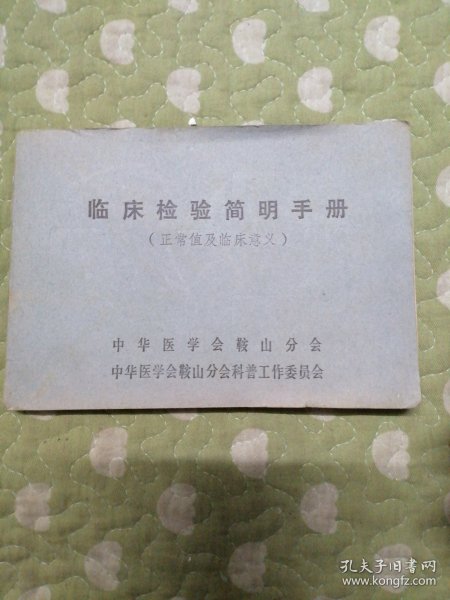 临床检验简明手册
(正常值及临床意义)
中华医学会鞍山分会
中华医学会鞍山分会科普工作委员会
孔夫子旧书网
www.kongfz.com